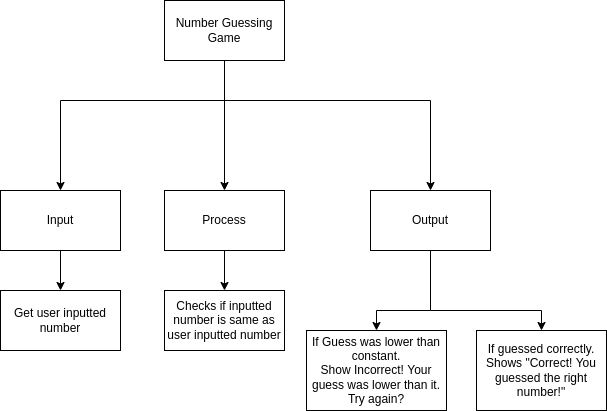 Number Guessing
Game
Input
Process
Output
Get user inputted
number
Checks if inputted
number is same as
user inputted number
If Guess was lower than
constant.
Show Incorrect! Your
guess was lower than it.
Try again?
If guessed correctly.
Shows "Correct! You
guessed the right
number!"